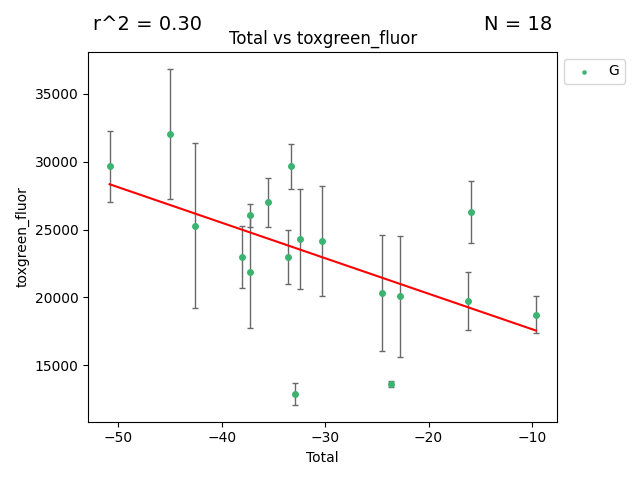 r^2 = 0.30
N = 18
Total vs toxgreen_fluor
G
35000
30000
25000
20000
15000
toxgreen_fluor
−50
−40
−30
−20
−10
Total